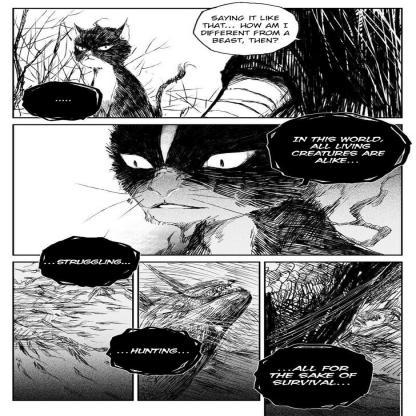 SAYING IT LIKE
THAT... HOW AM I
DIFFERENT FROM A
BEAST, THEN?
.....
IN THIS WORLD,
ALL LIVING
CREATURES ARE
ALIKE...
...STRUGGLING...
...HUNTING...
...ALL FOR
THE SAKE OF
SURVIVAL...